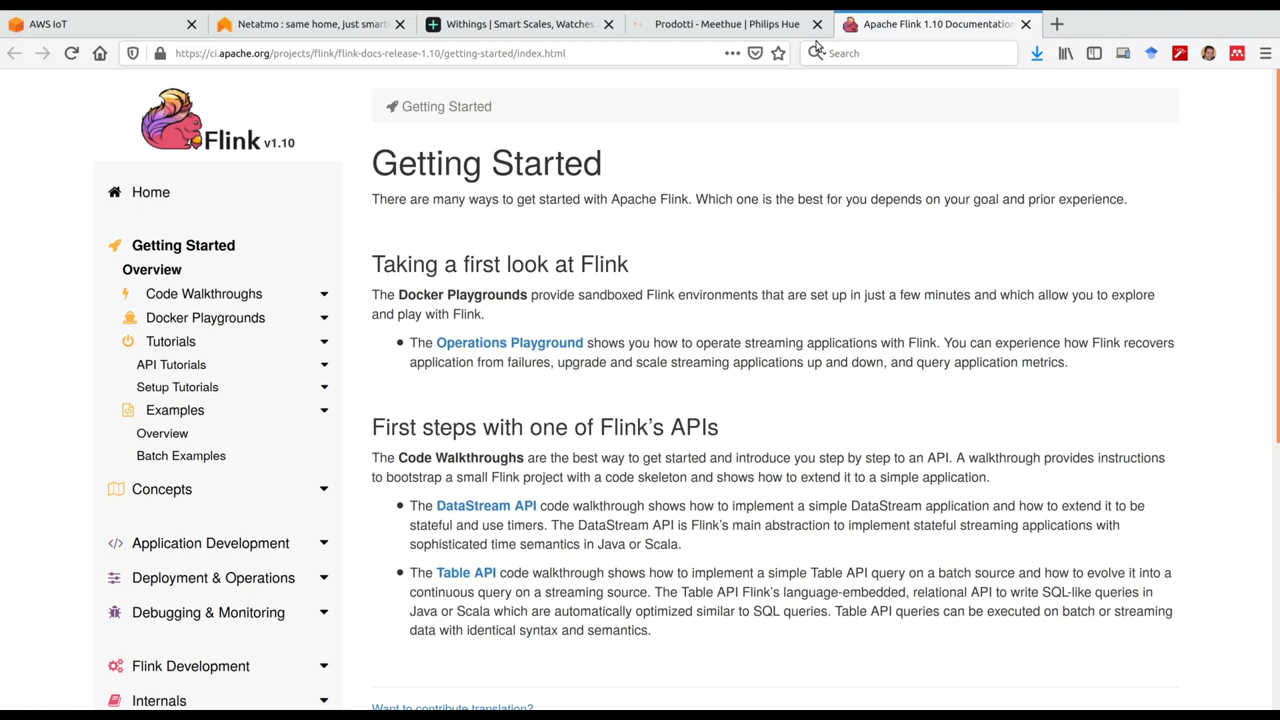 AWS IoT
Netatmo : same home, just smart
Withings | Smart Scales, Watches
Prodotti - Meethue | Philips Hue
Apache Flink 1.10 Documentation
https://ci.apache.org/projects/flink/flink-docs-release-1.10/getting-started/index.html
Search
Flink v1.10
Home
Getting Started
Overview
Code Walkthroughs
Docker Playgrounds
Tutorials
API Tutorials
Setup Tutorials
Examples
Overview
Batch Examples
Concepts
Application Development
Deployment & Operations
Debugging & Monitoring
Flink Development
Internals
Getting Started
Getting Started
There are many ways to get started with Apache Flink. Which one is the best for you depends on your goal and prior experience.
Taking a first look at Flink
The Docker Playgrounds provide sandboxed Flink environments that are set up in just a few minutes and which allow you to explore
and play with Flink.
The Operations Playground shows you how to operate streaming applications with Flink. You can experience how Flink recovers
application from failures, upgrade and scale streaming applications up and down, and query application metrics.
First steps with one of Flink's APIs
The Code Walkthroughs are the best way to get started and introduce you step by step to an API. A walkthrough provides instructions
to bootstrap a small Flink project with a code skeleton and shows how to extend it to a simple application.
The DataStream API code walkthrough shows how to implement a simple DataStream application and how to extend it to be
stateful and use timers. The DataStream API is Flink's main abstraction to implement stateful streaming applications with
sophisticated time semantics in Java or Scala.
The Table API code walkthrough shows how to implement a simple Table API query on a batch source and how to evolve it into a
continuous query on a streaming source. The Table API Flink's language-embedded, relational API to write SQL-like queries in
Java or Scala which are automatically optimized similar to SQL queries. Table API queries can be executed on batch or streaming
data with identical syntax and semantics.
Want to contribute translation?